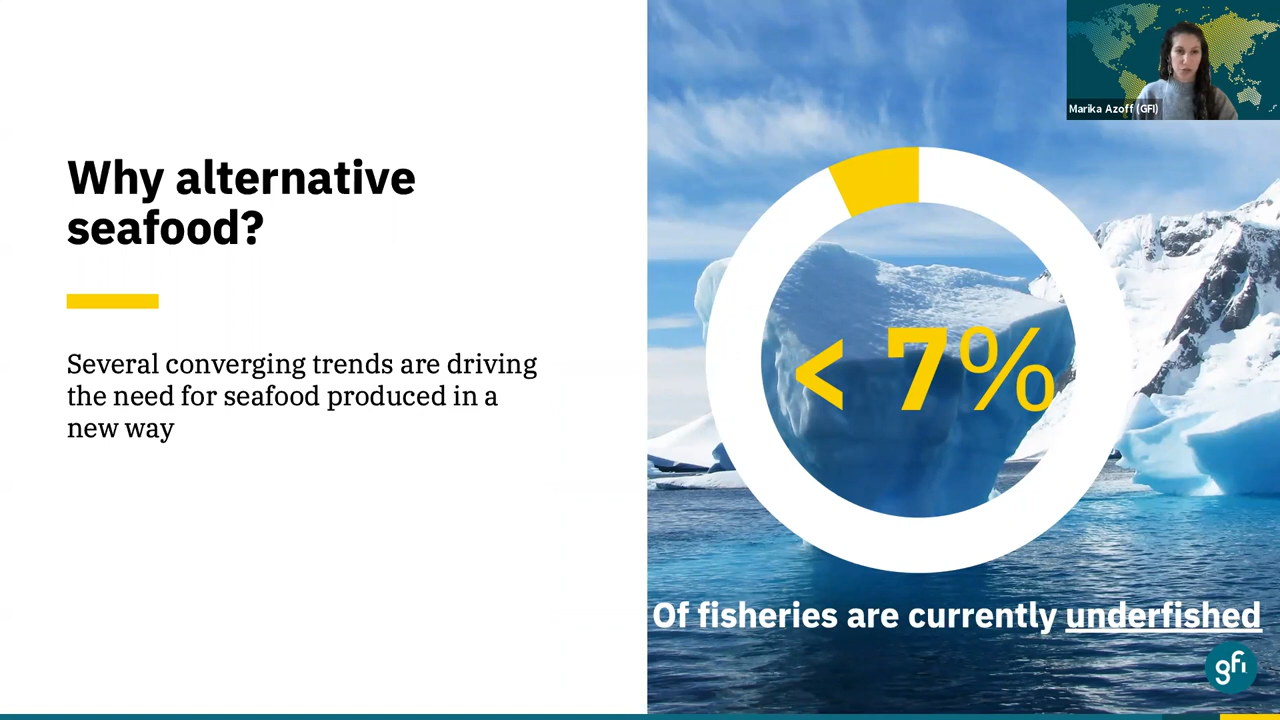 Why alternative
seafood?
Several converging trends are driving
the need for seafood produced in a
new way
Marika Azoff (GFI)
< 7%
Of fisheries are currently underfished
gfi